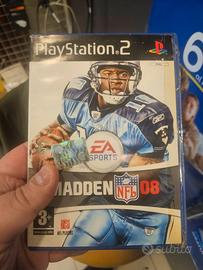 PlayStation 2
EA
SPORTS
MADDEN NFL 08
3+
subito